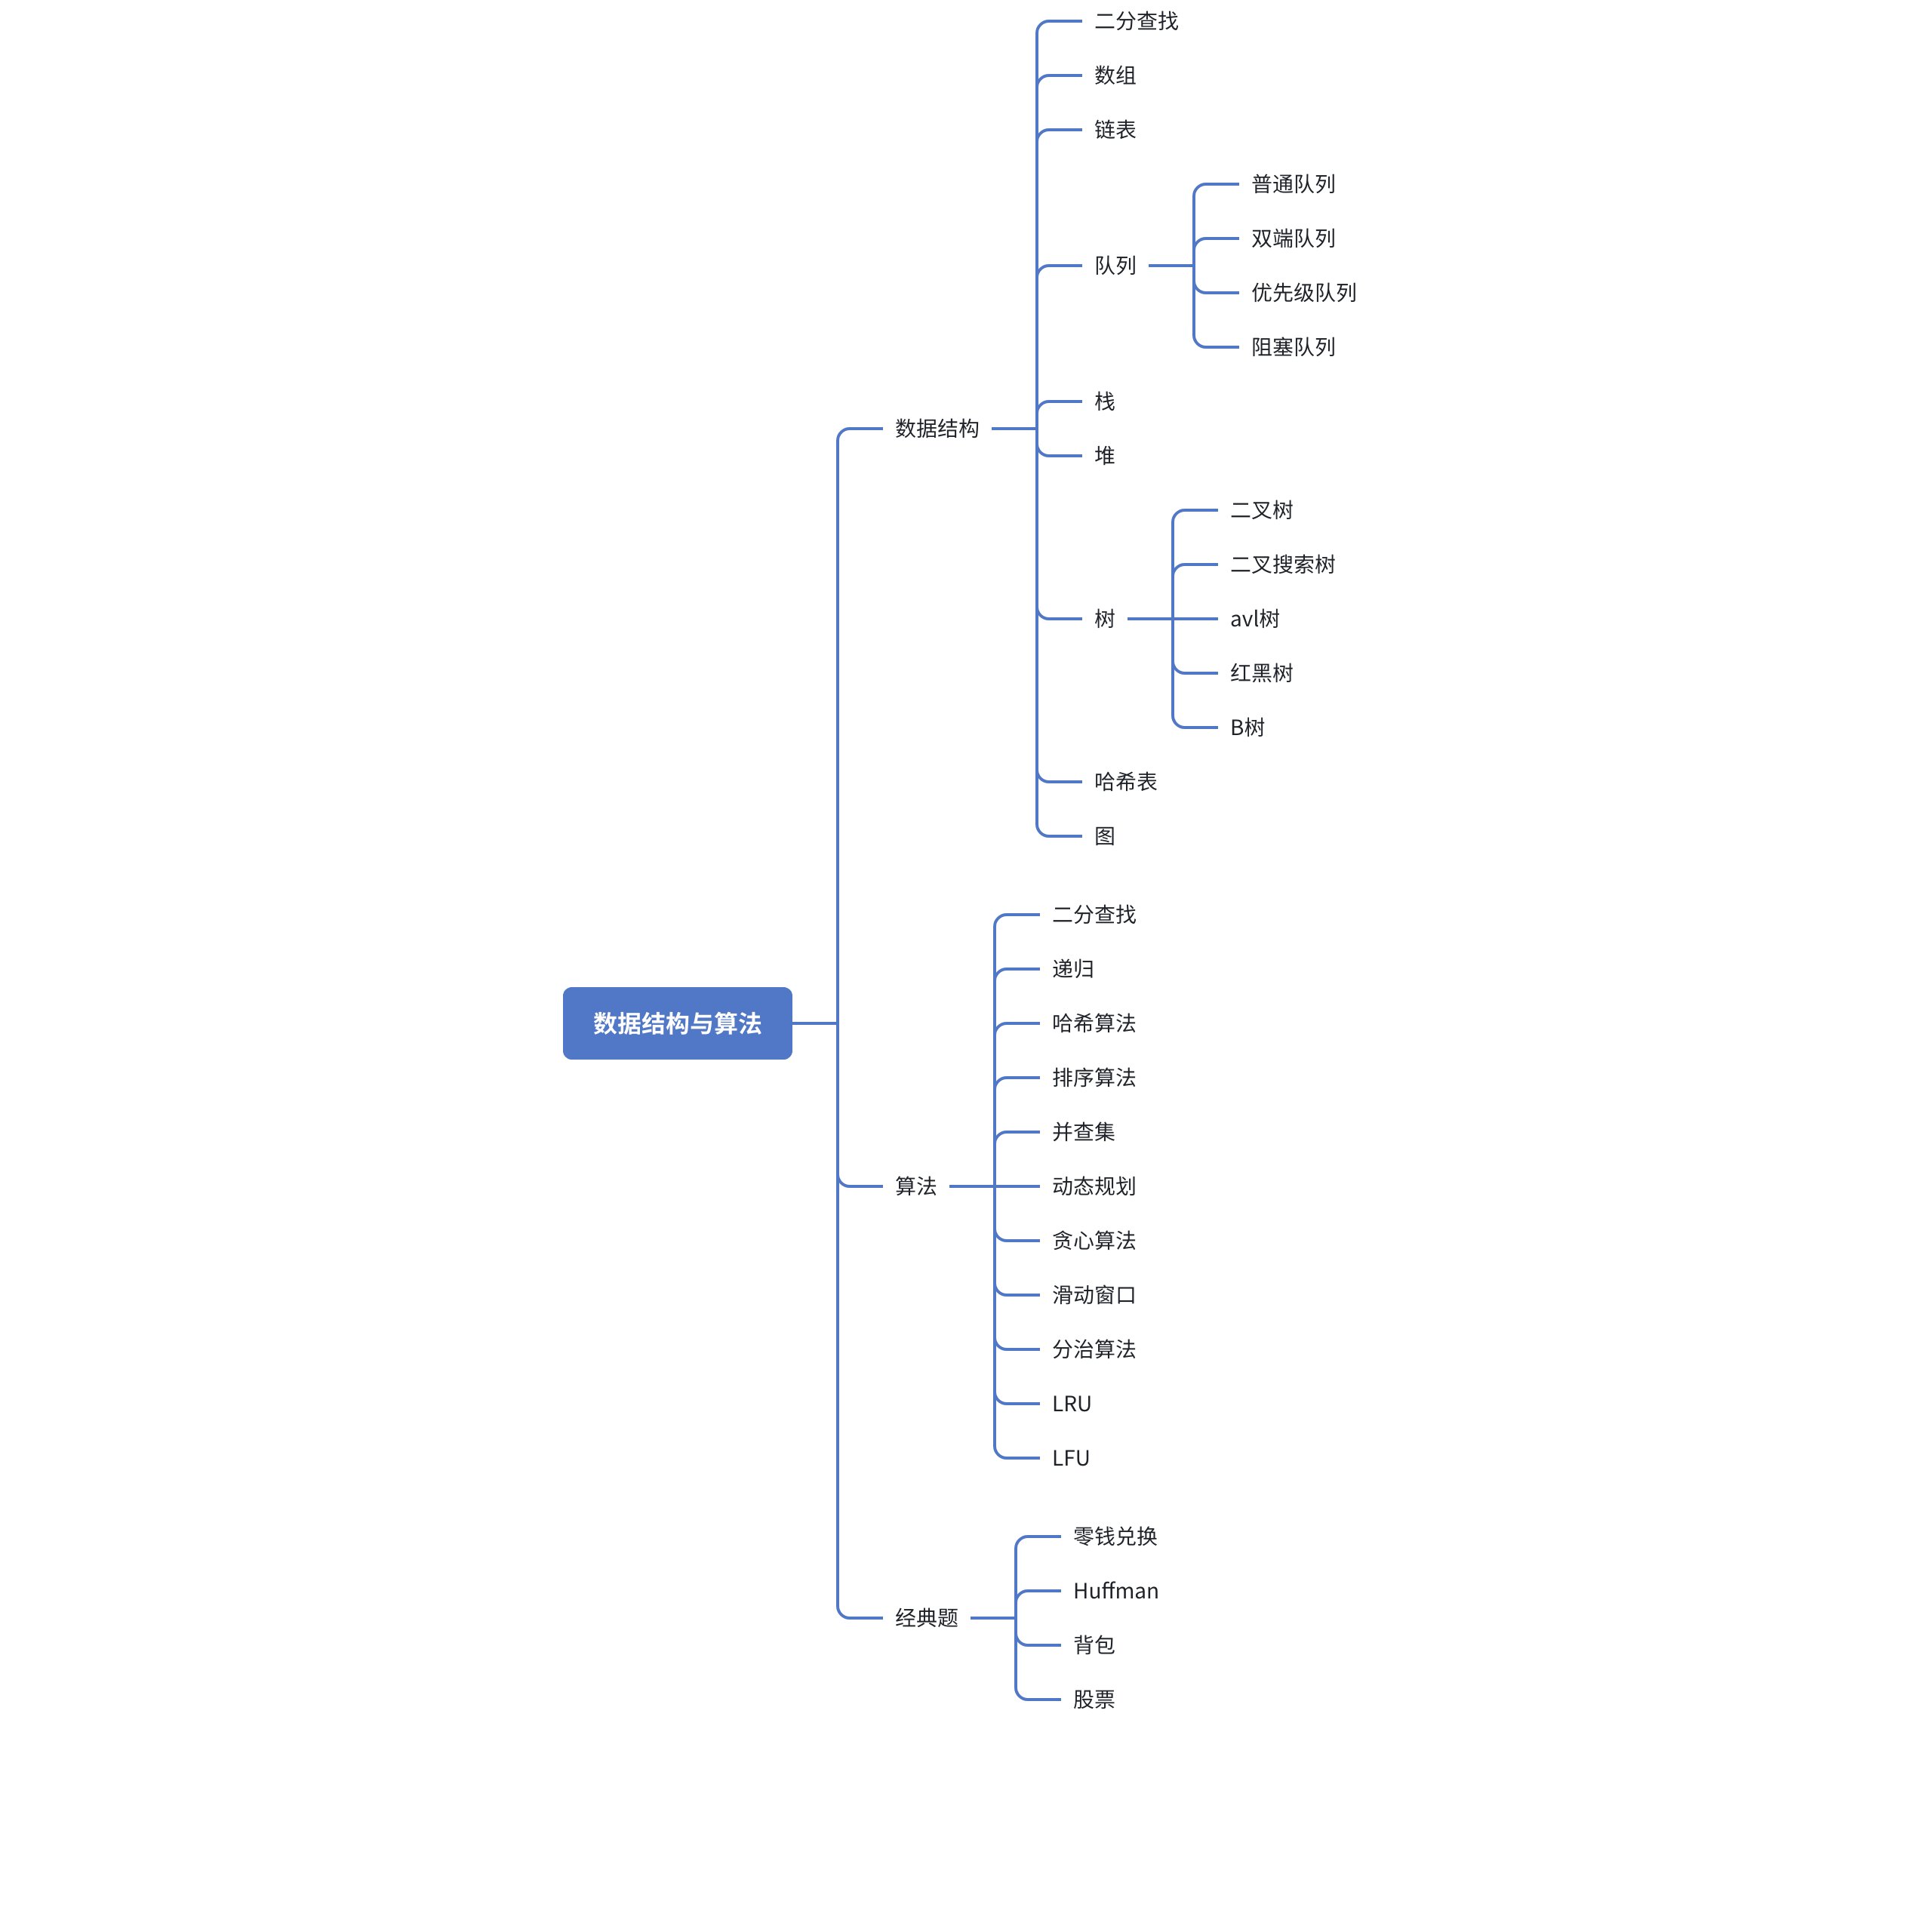 二分查找
数组
链表
普通队列
双端队列
队列
优先级队列
阻塞队列
栈
数据结构
堆
二叉树
二叉搜索树
树
avl树
红黑树
B树
哈希表
图
二分查找
递归
数据结构与算法
哈希算法
排序算法
并查集
算法
动态规划
贪心算法
滑动窗口
分治算法
LRU
LFU
零钱兑换
Huffman
经典题
背包
股票